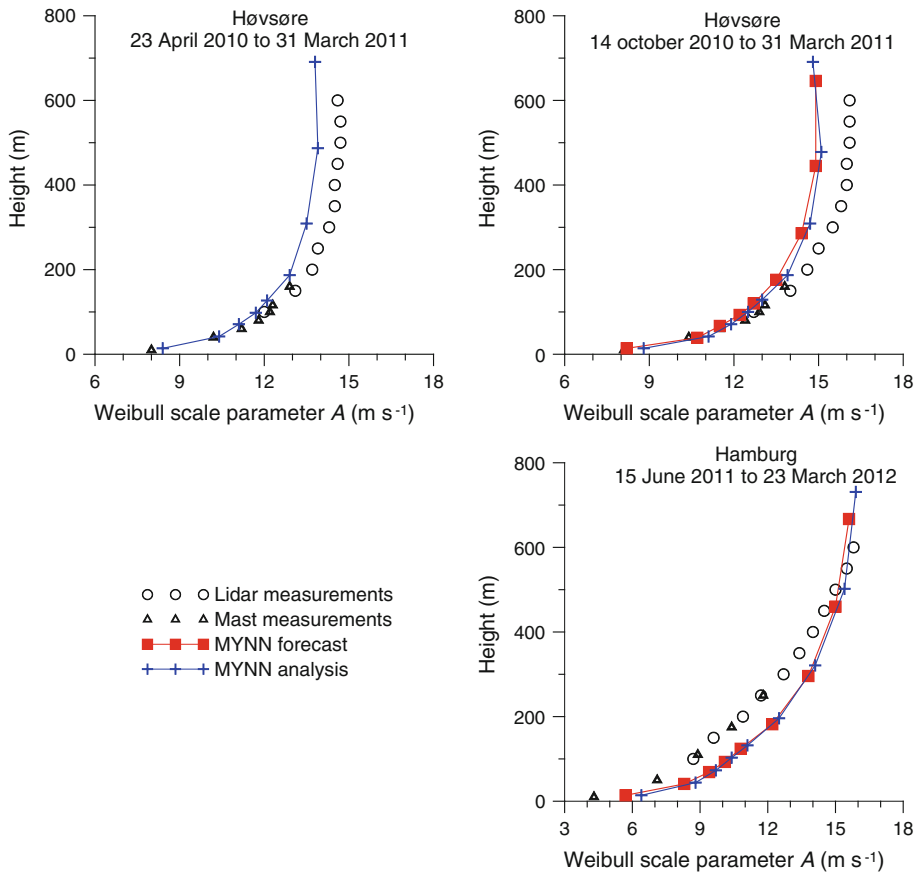 Høvsøre
23 April 2010 to 31 March 2011
800
600
400
200
0
Height (m)
6 9 12 15 18
Weibull scale parameter A (m s-1)
Høvsøre
14 october 2010 to 31 March 2011
800
600
400
200
0
Height (m)
6 9 12 15 18
Weibull scale parameter A (m s-1)
Hamburg
15 June 2011 to 23 March 2012
800
600
400
200
0
Height (m)
3 6 9 12 15 18
Weibull scale parameter A (m s-1)
Lidar measurements
Mast measurements
MYNN forecast
MYNN analysis